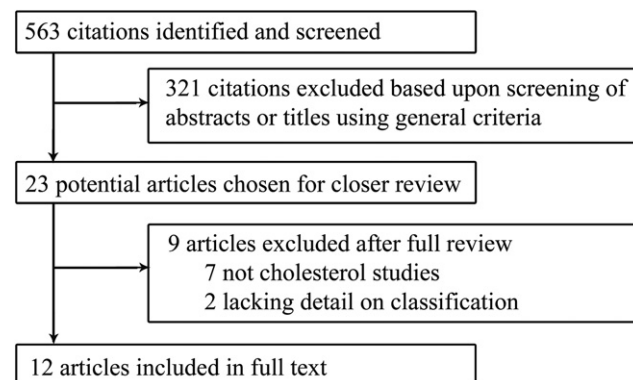 563 citations identified and screened
321 citations excluded based upon screening of
abstracts or titles using general criteria
23 potential articles chosen for closer review
9 articles excluded after full review
7 not cholesterol studies
2 lacking detail on classification
12 articles included in full text